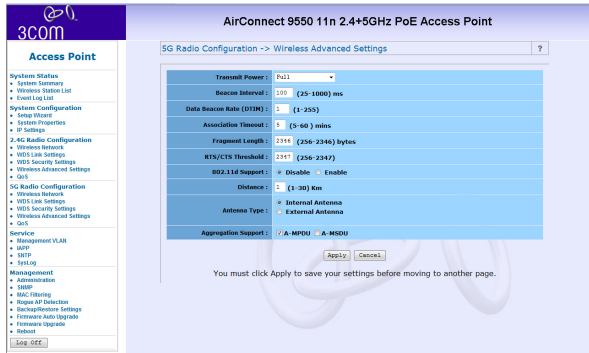 3COM
AirConnect 9550 11n 2.4+5GHz PoE Access Point
Access Point
System Status
System Summary
Wireless Station List
Event Log List
System Configuration
Setup Wizard
System Properties
IP Settings
2.4G Radio Configuration
Wireless Network
WDS Link Settings
WDS Security Settings
Wireless Advanced Settings
QoS
5G Radio Configuration
Wireless Network
WDS Link Settings
WDS Security Settings
Wireless Advanced Settings
QoS
Service
Management VLAN
IAPP
SNTP
SysLog
Management
Administration
SNMP
MAC Filtering
Rogue AP Detection
Backup/Restore Settings
Firmware Auto Upgrade
Firmware Upgrade
Reboot
Log Off
5G Radio Configuration -> Wireless Advanced Settings ?
Transmit Power : Full
Beacon Interval : 100 (25-1000) ms
Data Beacon Rate (DTIM) : 1 (1-255)
Association Timeout : 5 (5-60 ) mins
Fragment Length : 2346 (256-2346) bytes
RTS/CTS Threshold : 2347 (256-2347)
802.11d Support : Disable Enable
Distance : 1 (1-30) Km
Antenna Type : Internal Antenna
External Antenna
Aggregation Support : A-MPDU A-MSDU
Apply Cancel
You must click Apply to save your settings before moving to another page.